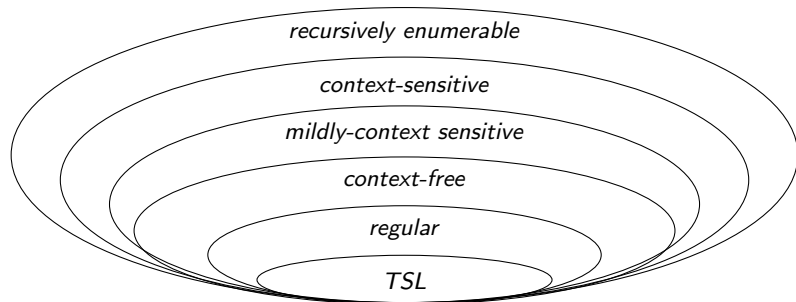 recursively enumerable
context-sensitive
mildly-context sensitive
context-free
regular
TSL